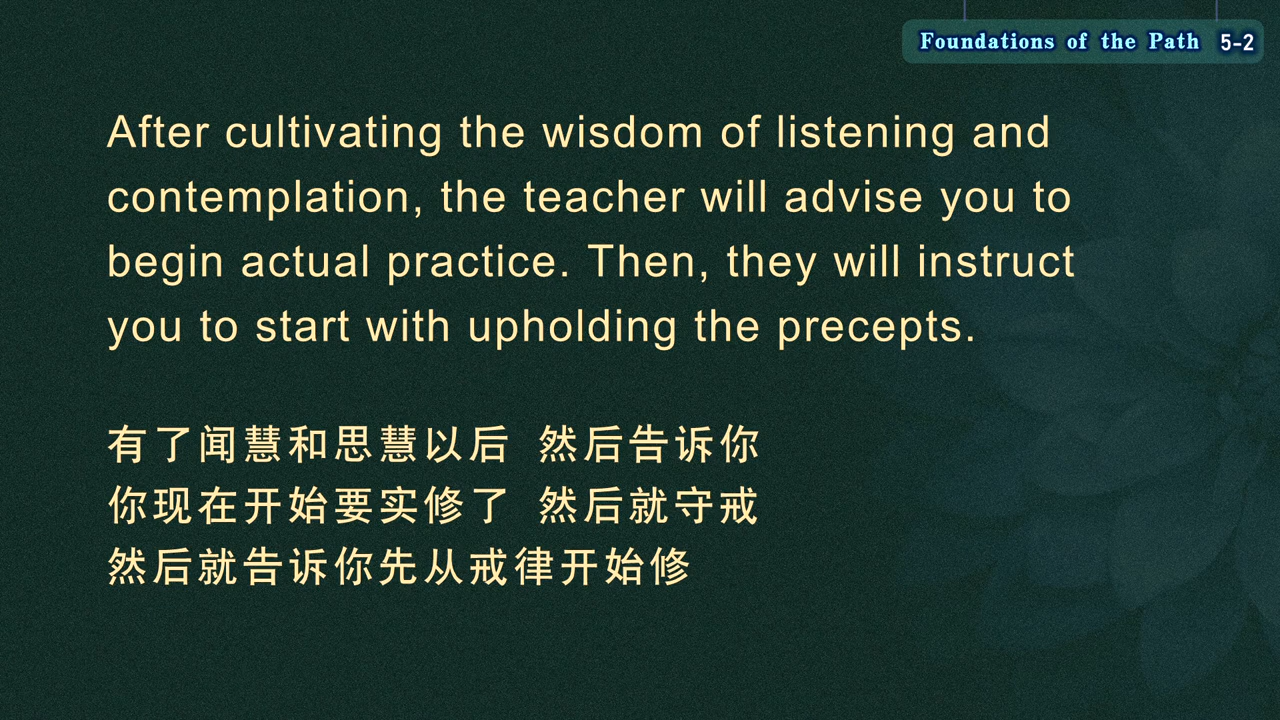 Foundations of the Path 5-2
After cultivating the wisdom of listening and
contemplation, the teacher will advise you to
begin actual practice. Then, they will instruct
you to start with upholding the precepts.
有了闻慧和思慧以后 然后告诉你
你现在开始要实修了 然后就守戒
然后就告诉你先从戒律开始修